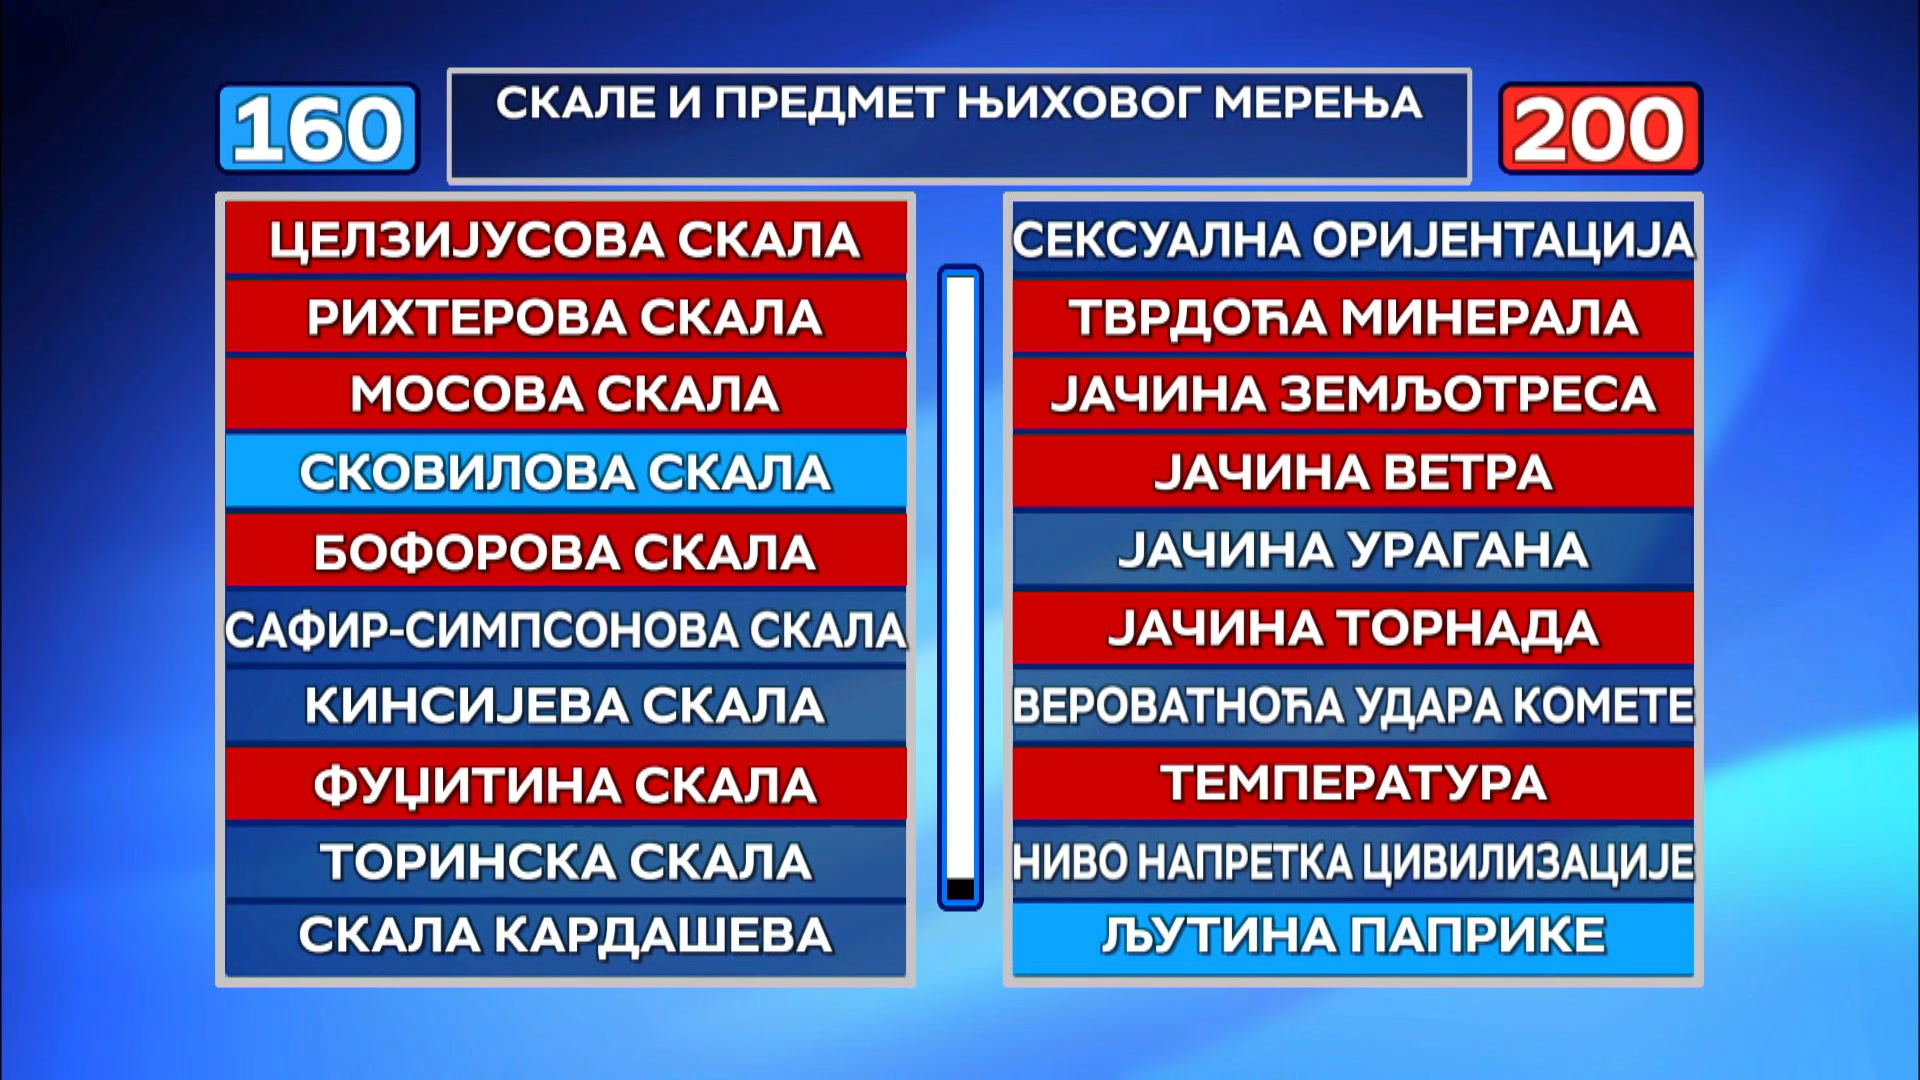 160
СКАЛЕ И ПРЕДМЕТ ЊИХОВОГ МЕРЕЊА
200
ЦЕЛЗИЈУСОВА СКАЛА
РИХТЕРОВА СКАЛА
МОСОВА СКАЛА
СКОВИЛОВА СКАЛА
БОФОРОВА СКАЛА
САФИР-СИМПСОНОВА СКАЛА
КИНСИЈЕВА СКАЛА
ФУЏИТИНА СКАЛА
ТОРИНСКА СКАЛА
СКАЛА КАРДАШЕВА
СЕКСУАЛНА ОРИЈЕНТАЦИЈА
ТВРДОЋА МИНЕРАЛА
ЈАЧИНА ЗЕМЉОТРЕСА
ЈАЧИНА ВЕТРА
ЈАЧИНА УРАГАНА
ЈАЧИНА ТОРНАДА
ВЕРОВАТНОЋА УДАРА КОМЕТЕ
ТЕМПЕРАТУРА
НИВО НАПРЕТКА ЦИВИЛИЗАЦИЈЕ
ЉУТИНА ПАПРИКЕ